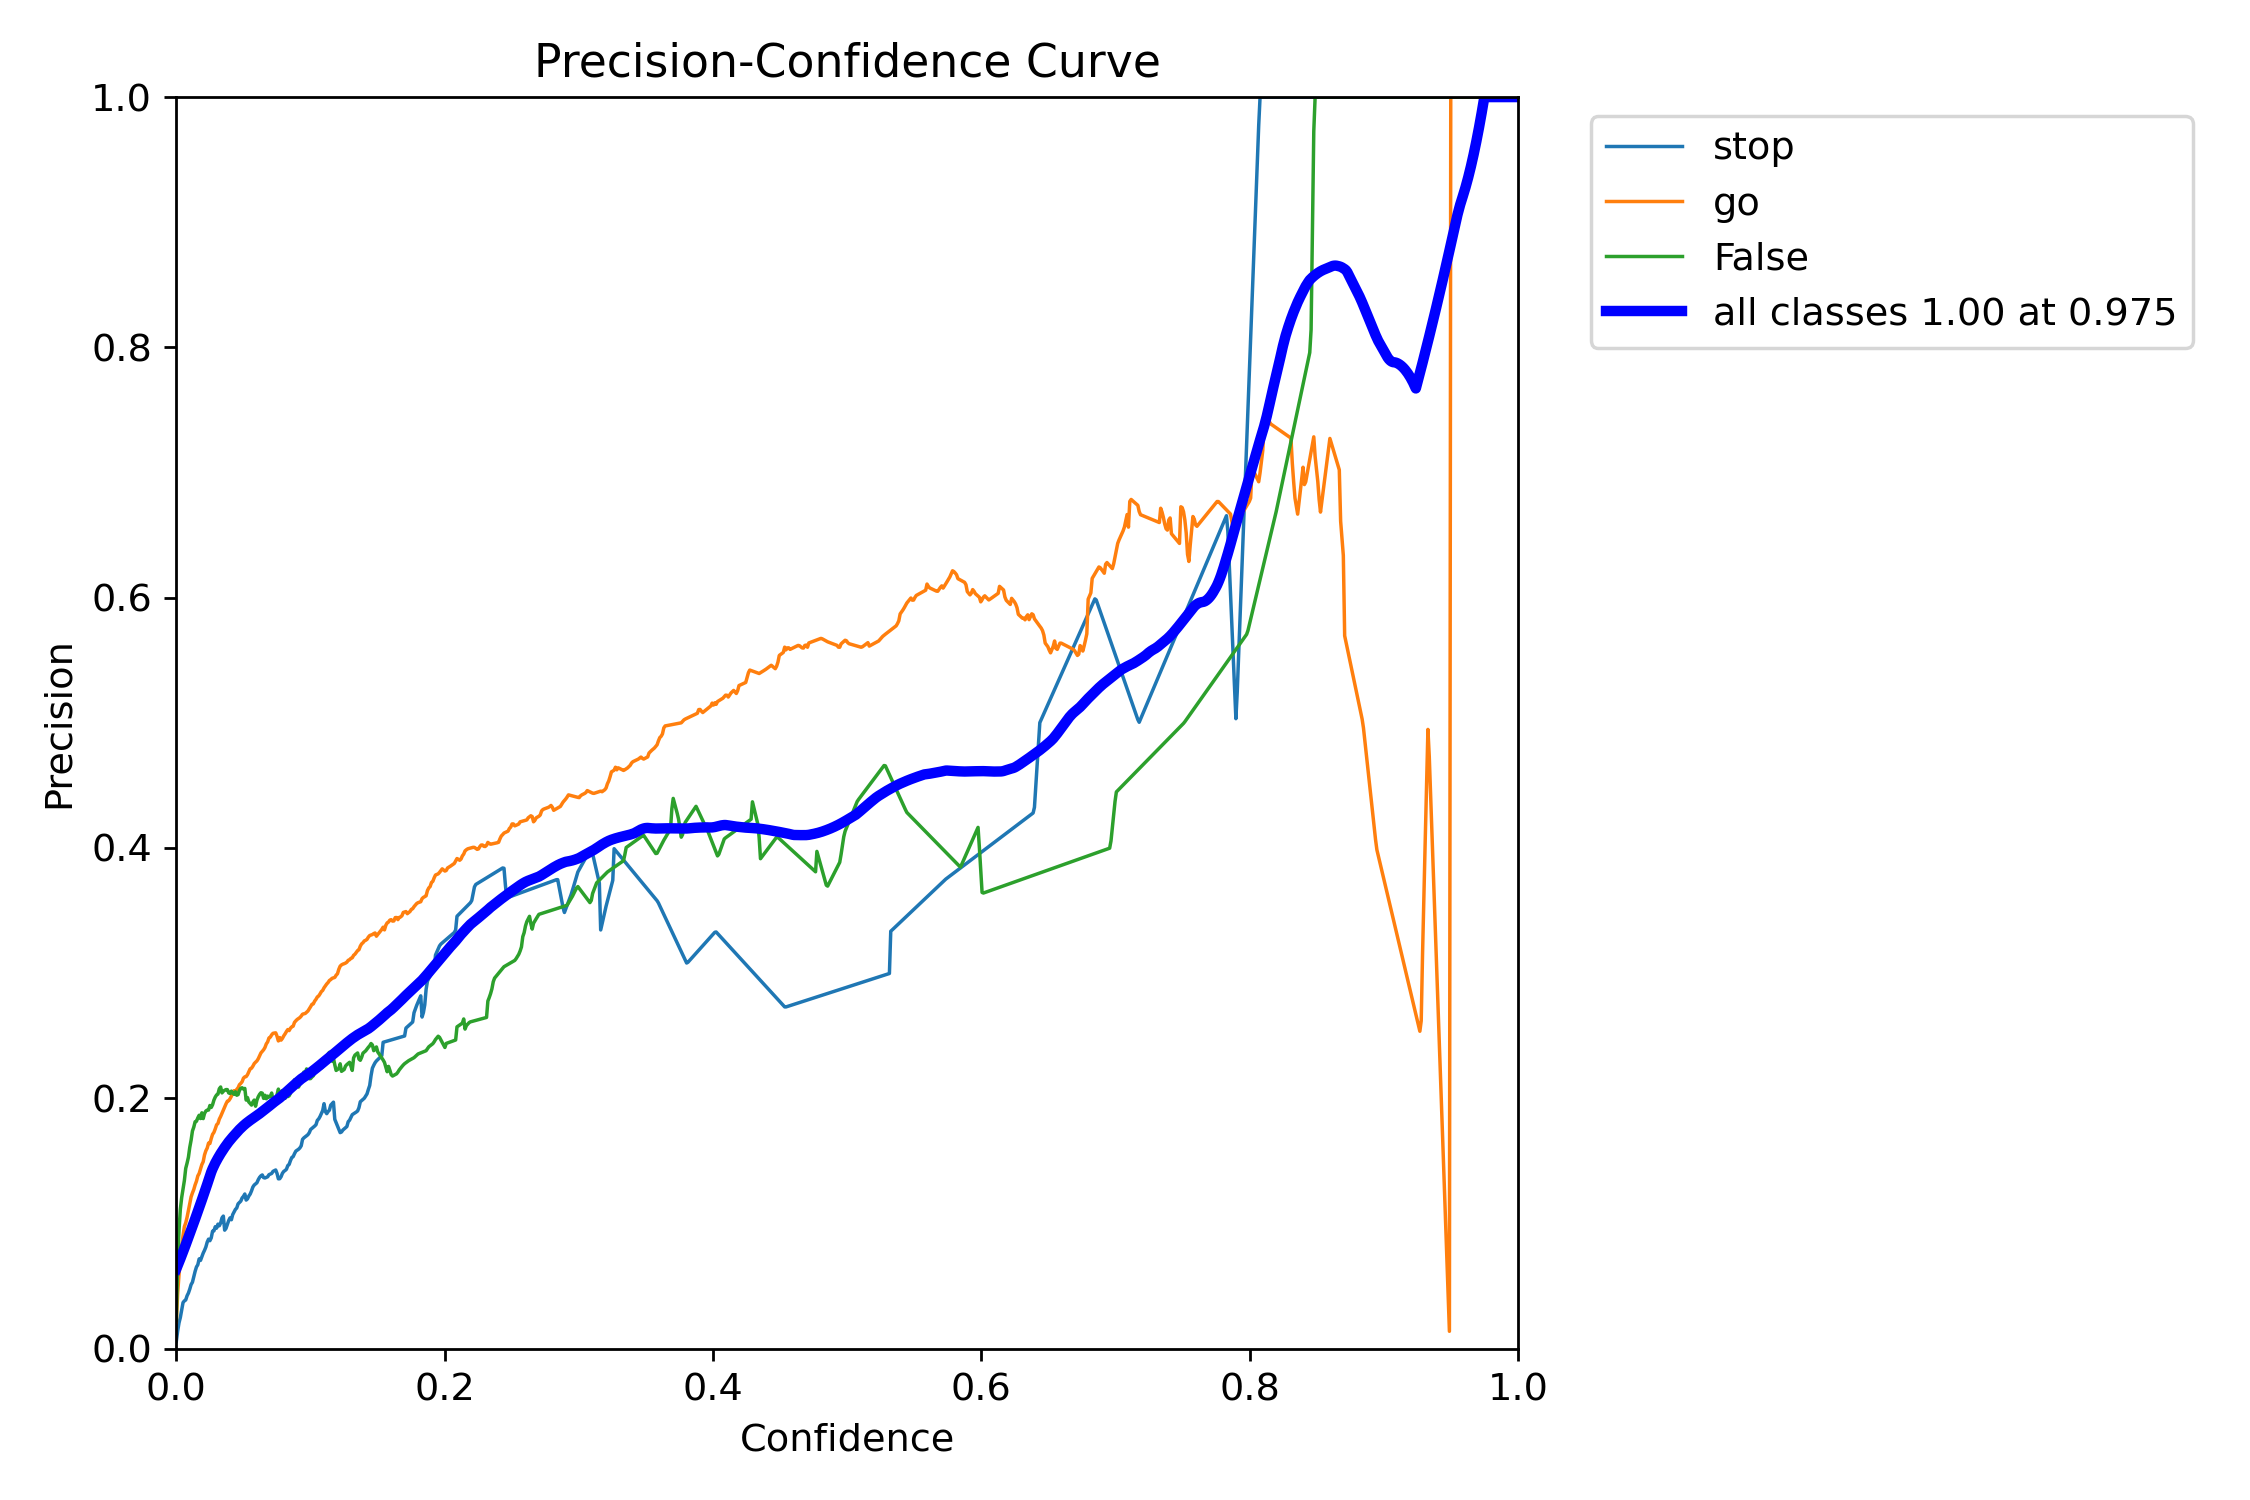 Precision-Confidence Curve
1.0
0.8
0.6
0.4
0.2
0.0
Precision
0.0 0.2 0.4 0.6 0.8 1.0
Confidence
stop
go
False
all classes 1.00 at 0.975